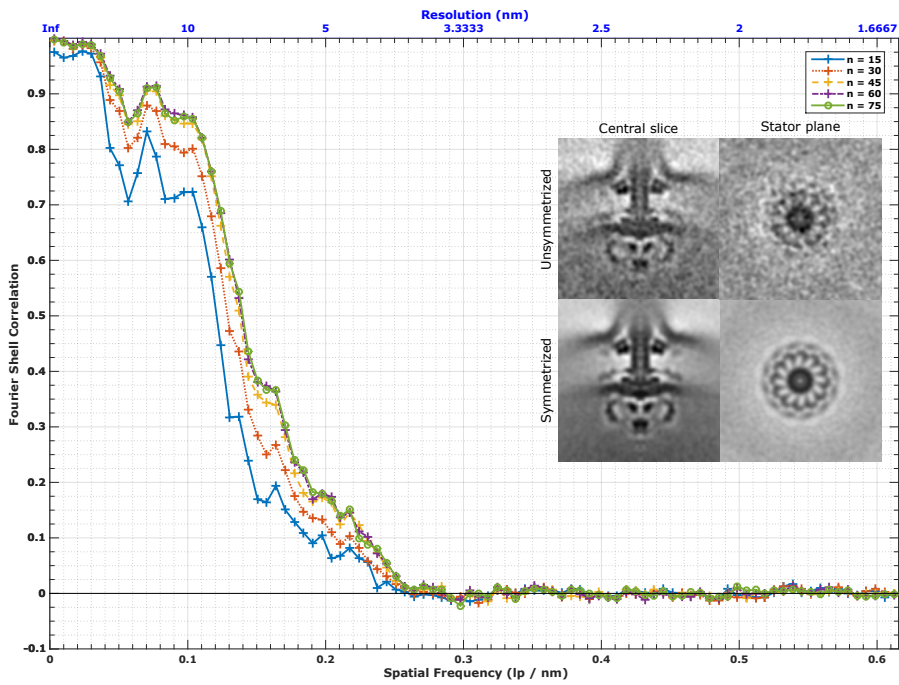 Resolution (nm)
Inf 10 5 3.3333 2.5 2 1.6667
n = 15
n = 30
n = 45
n = 60
n = 75
Central slice Stator plane
Unsymmetrized
Symmetrized
Fourier Shell Correlation
0.9
0.8
0.7
0.6
0.5
0.4
0.3
0.2
0.1
0
-0.1
0 0.1 0.2 0.3 0.4 0.5 0.6
Spatial Frequency (lp / nm)